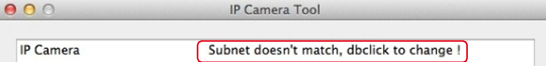 IP Camera Tool
IP Camera Subnet doesn't match, dbclick to change !